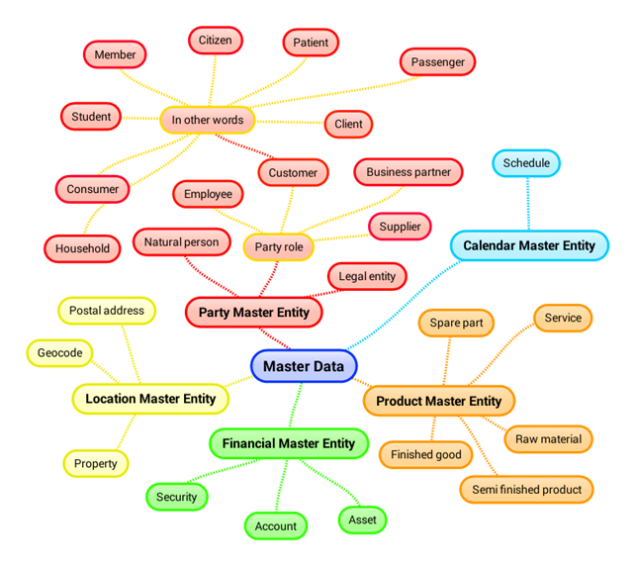 Citizen
Patient
Member
Passenger
Student
In other words
Client
Schedule
Customer
Business partner
Consumer
Employee
Supplier
Natural person
Party role
Calendar Master Entity
Household
Legal entity
Postal address
Party Master Entity
Spare part
Service
Geocode
Master Data
Location Master Entity
Product Master Entity
Financial Master Entity
Raw material
Finished good
Property
Semi finished product
Security
Asset
Account